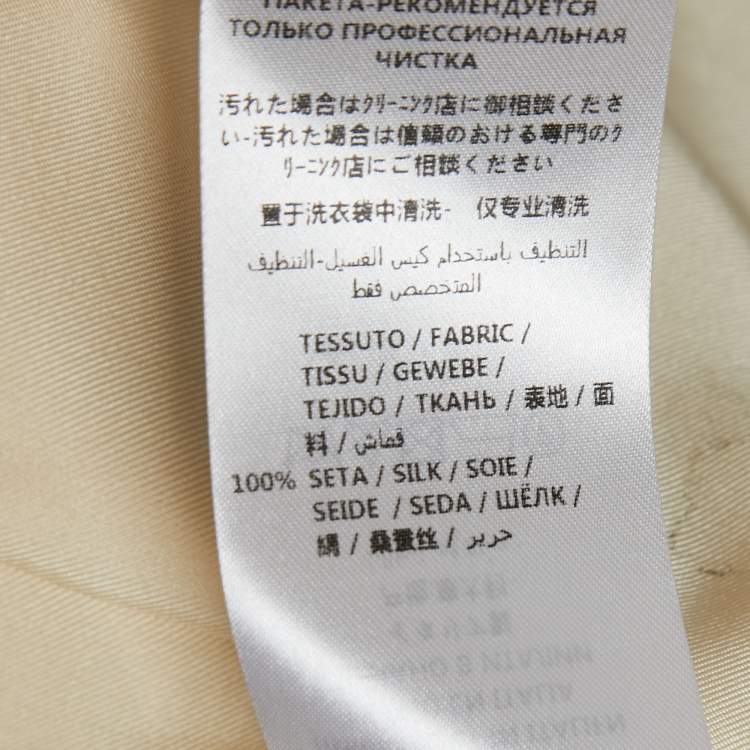 ПАКЕТА-РЕКОМЕНДУЕТСЯ
ТОЛЬКО ПРОФЕССИОНАЛЬНАЯ
ЧИСТКА
汚れた場合はｸﾘｰﾆﾝｸﾞ店に御相談くださ
い-汚れた場合は信頼のおける専門のｸ
ﾘｰﾆﾝｸﾞ店にご相談ください
置于洗衣袋中清洗- 仅专业清洗
التنظيف باستخدام كيس الغسيل-التنظيف
المتخصص فقط
TESSUTO / FABRIC /
TISSU / GEWEBE /
TEJIDO / ТКАНЬ / 表地 / 面
料 / قماش
100% SETA / SILK / SOIE /
SEIDE / SEDA / ШЁЛК /
絹 / 桑蚕丝 / حرير